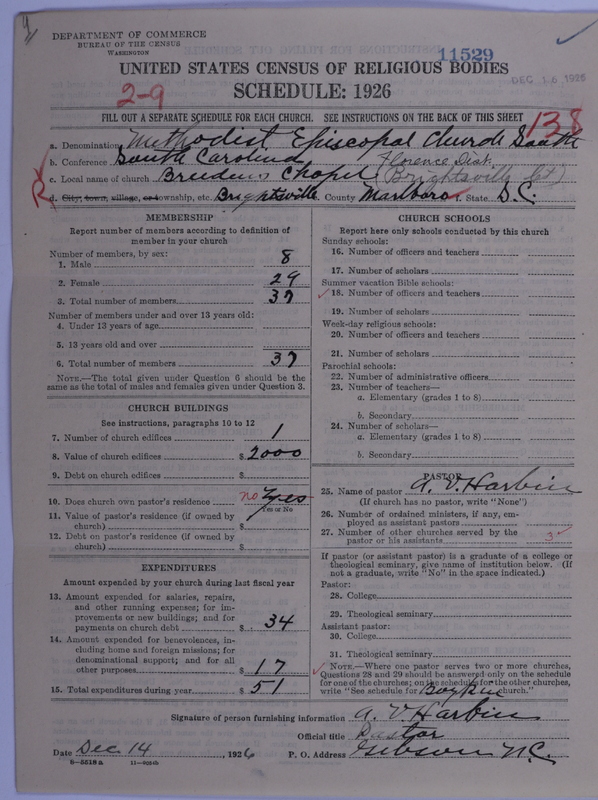 DEPARTMENT OF COMMERCE
BUREAU OF THE CENSUS
WASHINGTON
11529
DEC 16 1926
UNITED STATES CENSUS OF RELIGIOUS BODIES
2-9
SCHEDULE: 1926
FILL OUT A SEPARATE SCHEDULE FOR EACH CHURCH. SEE INSTRUCTIONS ON THE BACK OF THIS SHEET
138
a. Denomination Methodist Episcopal Church South
b. Conference South Carolina Florence Dist.
c. Local name of church Breedens Chapel (Brightsville Ct)
d. City, town, village, or township, etc. Brightsville County Marlboro f. State S.C.
MEMBERSHIP
Report number of members according to definition of member in your church
Number of members, by sex:
1. Male 8
2. Female 29
3. Total number of members 37
Number of members under and over 13 years old:
4. Under 13 years of age
5. 13 years old and over
6. Total number of members 37
NOTE.—The total given under Question 6 should be the same as the total of males and females given under Question 3.
CHURCH BUILDINGS
See instructions, paragraphs 10 to 12
7. Number of church edifices 1
8. Value of church edifices $ 2000
9. Debt on church edifices $
10. Does church own pastor's residence no yes
Yes or No
11. Value of pastor's residence (if owned by church) $
12. Debt on pastor's residence (if owned by church) $
EXPENDITURES
Amount expended by your church during last fiscal year
13. Amount expended for salaries, repairs, and other running expenses; for improvements or new buildings; and for payments on church debt $ 34
14. Amount expended for benevolences, including home and foreign missions; for denominational support; and for all other purposes $ 17
15. Total expenditures during year $ 51
CHURCH SCHOOLS
Report here only schools conducted by this church
Sunday schools:
16. Number of officers and teachers
17. Number of scholars
Summer vacation Bible schools:
18. Number of officers and teachers
19. Number of scholars
Week-day religious schools:
20. Number of officers and teachers
21. Number of scholars
Parochial schools:
22. Number of administrative officers
23. Number of teachers—
a. Elementary (grades 1 to 8)
b. Secondary
24. Number of scholars—
a. Elementary (grades 1 to 8)
b. Secondary
PASTOR
25. Name of pastor A. V. Harbin
(If church has no pastor, write "None")
26. Number of ordained ministers, if any, employed as assistant pastors
27. Number of other churches served by the pastor or his assistants 3
If pastor (or assistant pastor) is a graduate of a college or theological seminary, give name of institution below. (If not a graduate, write "No" in the space indicated.)
Pastor:
28. College
29. Theological seminary
Assistant pastor:
30. College
31. Theological seminary
NOTE.—Where one pastor serves two or more churches, Questions 28 and 29 should be answered only on the schedule for one of the churches; on the schedules for the other churches, write "See schedule for Boykin church."
Signature of person furnishing information A. V. Harbin
Official title Pastor
Date Dec 14, 1926 P. O. Address Gibson N.C.
8-5518 a